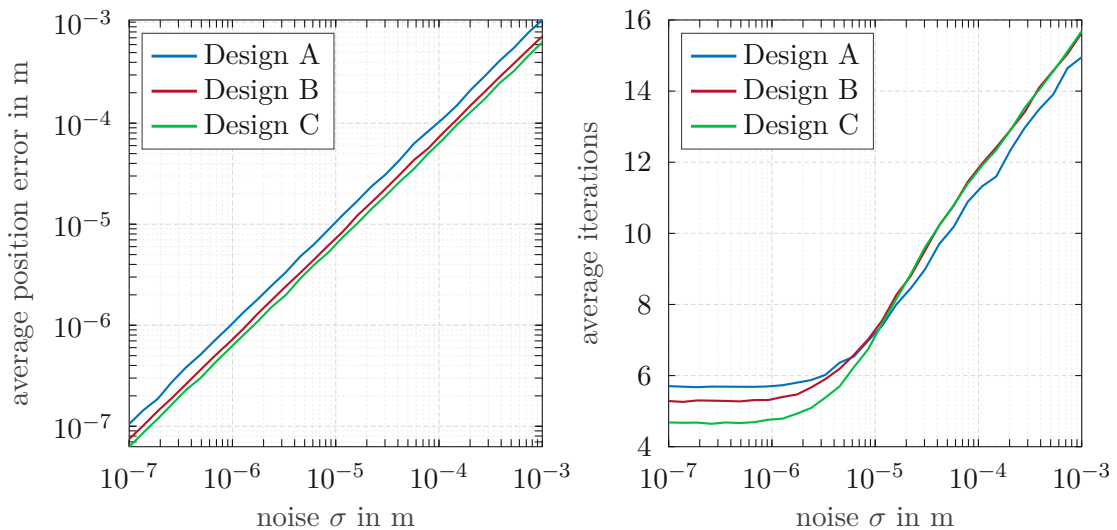 10⁻³
10⁻⁴
10⁻⁵
10⁻⁶
10⁻⁷
average position error in m
Design A
Design B
Design C
10⁻⁷ 10⁻⁶ 10⁻⁵ 10⁻⁴ 10⁻³
noise σ in m
16
14
12
10
8
6
4
average iterations
Design A
Design B
Design C
10⁻⁷ 10⁻⁶ 10⁻⁵ 10⁻⁴ 10⁻³
noise σ in m